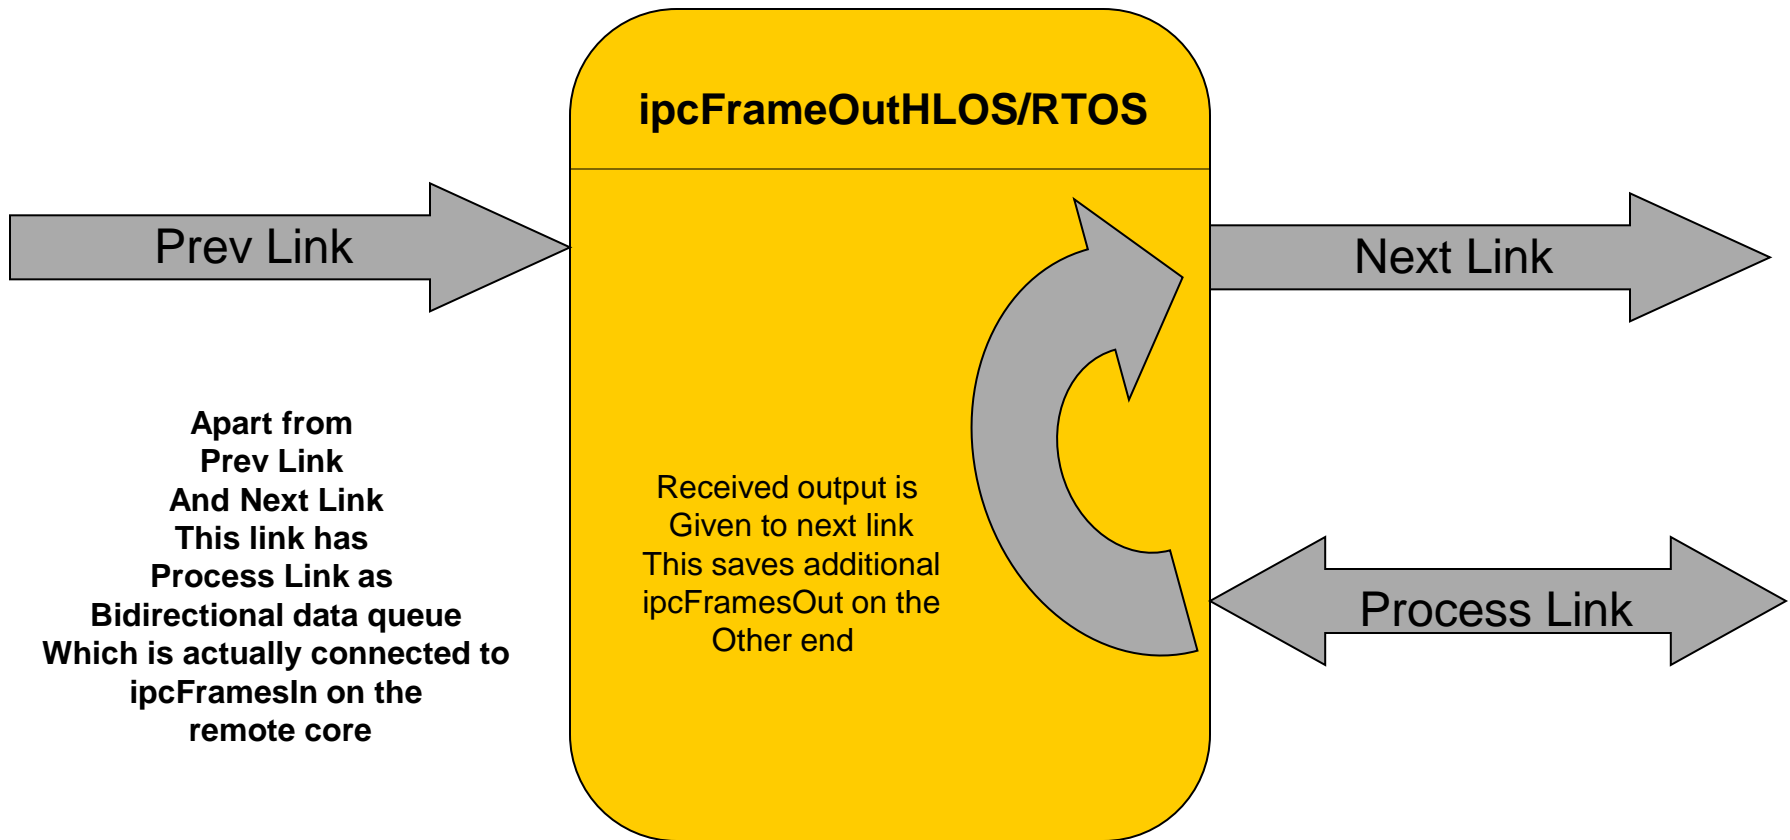 ipcFrameOutHLOS/RTOS
Prev Link
Next Link
Apart from
Prev Link
And Next Link
This link has
Process Link as
Bidirectional data queue
Which is actually connected to
ipcFramesIn on the
remote core
Received output is
Given to next link
This saves additional
ipcFramesOut on the
Other end
Process Link